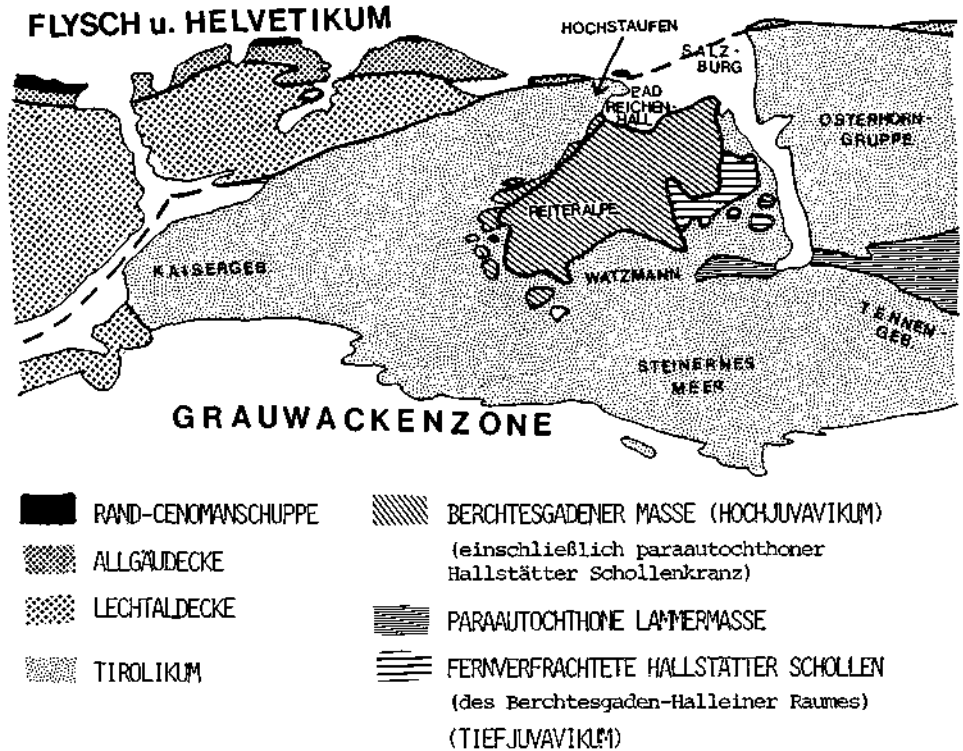 FLYSCH u. HELVETIKUM
HOCHSTAUFEN
SALZ-
BURG
BAD
REICHEN-
HALL
OSTERHORN-
GRUPPE
REITERALPE
KAISERGEB.
WATZMANN
TENNEN-
GEB.
STEINERNES
MEER
GRAUWACKENZONE
RAND-CENOMANSCHUPPE
ALLGÄUDECKE
LECHTALDECKE
TIROLIKUM
BERCHTESGADENER MASSE (HOCHJUVAVIKUM)
(einschließlich paraautochthoner
Hallstätter Schollenkranz)
PARAAUTOCHTHONE LAMMERMASSE
FERNVERFRACHTETE HALLSTÄTTER SCHOLLEN
(des Berchtesgaden-Halleiner Raumes)
(TIEFJUVAVIKUM)